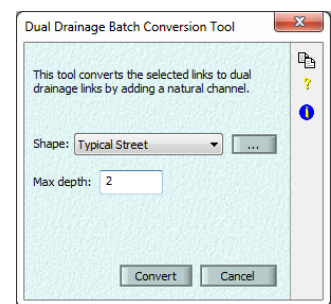 Dual Drainage Batch Conversion Tool
This tool converts the selected links to dual
drainage links by adding a natural channel.
Shape: Typical Street ...
Max depth: 2
Convert Cancel